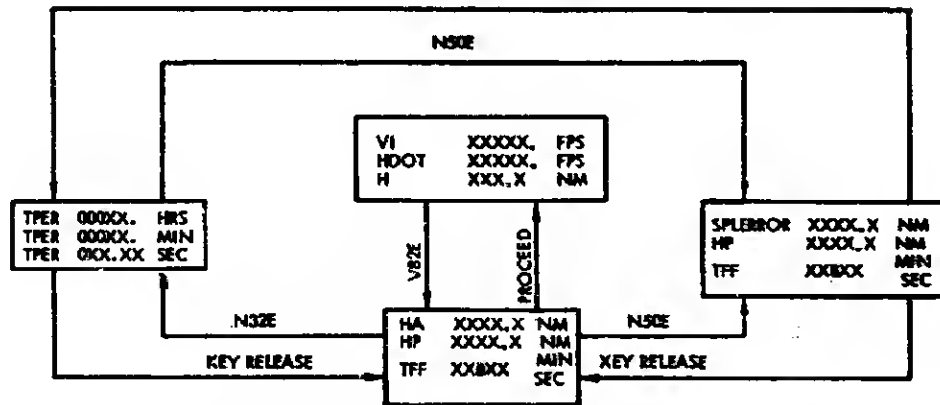 N50E
VI XXXXX. FPS
HDOT XXXXX. FPS
H XXX.X NM
TPER 000XX. HRS
TPER 000XX. MIN
TPER 0XX.XX SEC
SPLERROR XXXX.X NM
HP XXXX.X NM
TFF XXBXX MIN
SEC
V82E
PROCEED
N32E
HA XXXX.X NM
HP XXXX.X NM
TFF XXBXX MIN
SEC
N50E
KEY RELEASE
KEY RELEASE